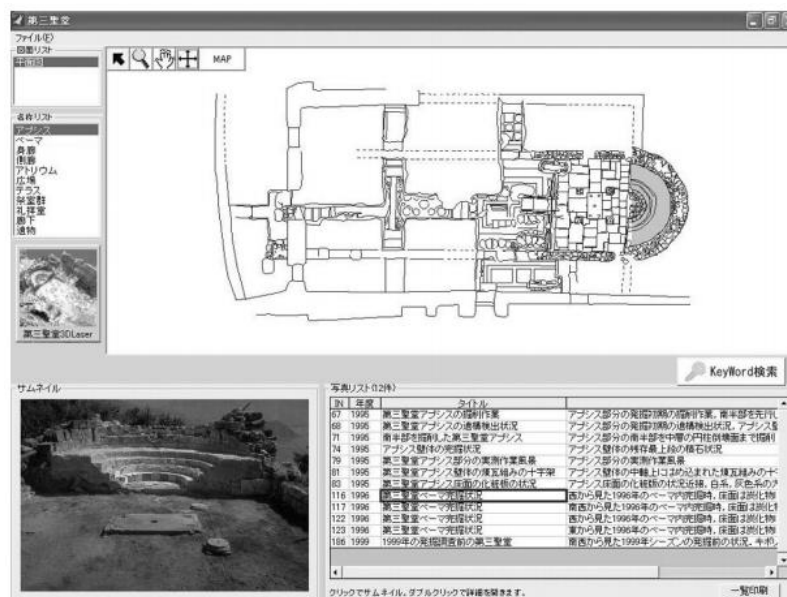 第三聖堂
ファイル(F)
図面リスト
平面図
MAP
名称リスト
アプシス
ベーマ
身廊
側廊
アトリウム
広場
テラス
祭室群
礼拝堂
廊下
遺物
第三聖堂3DLaser
KeyWord検索
サムネイル
写真リスト(12件)
IN 年度 タイトル
67 1995 第三聖堂アプシスの掘削作業 アプシス部分の発掘初期の掘削作業。南半部を先行し
68 1995 第三聖堂アプシスの遺構検出状況 アプシス部分の発掘初期の遺構検出状況。アプシス壁
71 1995 南半部を掘削した第三聖堂アプシス アプシス部分の南半部を中層の円柱倒壊面まで掘削
74 1995 アプシス壁体の完掘状況 アプシス壁体の残存最上段の積石状況
79 1995 第三聖堂アプシス部分の実測作業風景 アプシス部分の実測作業風景
81 1995 第三聖堂アプシス壁体の煉瓦組みの十字架 アプシス壁体の中軸上にはめ込まれた煉瓦組みの十
83 1995 第三聖堂アプシス床面の化粧板の状況 アプシス床面の化粧板の状況近接。白系、灰色系の大
116 1996 第三聖堂ベーマ完掘状況 西から見た1996年のベーマ内完掘時。床面は炭化物
117 1996 第三聖堂ベーマ完掘状況 南西から見た1996年のベーマ内完掘時。床面は炭化物
122 1996 第三聖堂ベーマ完掘状況 西から見た1996年のベーマ内完掘時。床面は炭化物
123 1996 第三聖堂ベーマ完掘状況 東から見た1996年のベーマ内完掘時。床面は炭化物
186 1999 1999年の発掘調査前の第三聖堂 南西から見た1999年シーズンの発掘前の状況。
クリックでサムネイル、ダブルクリックで詳細を開きます。
一覧印刷